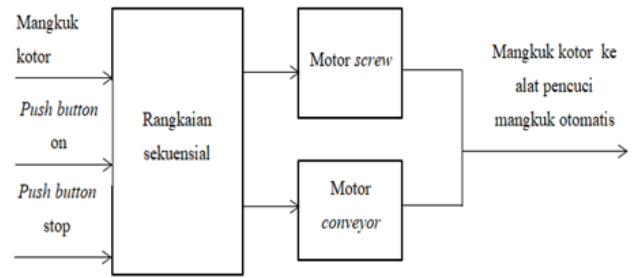 Mangkuk
kotor
Push button
on
Push button
stop
Rangkaian
sekuensial
Motor screw
Motor
conveyor
Mangkuk kotor ke
alat pencuci
mangkuk otomatis